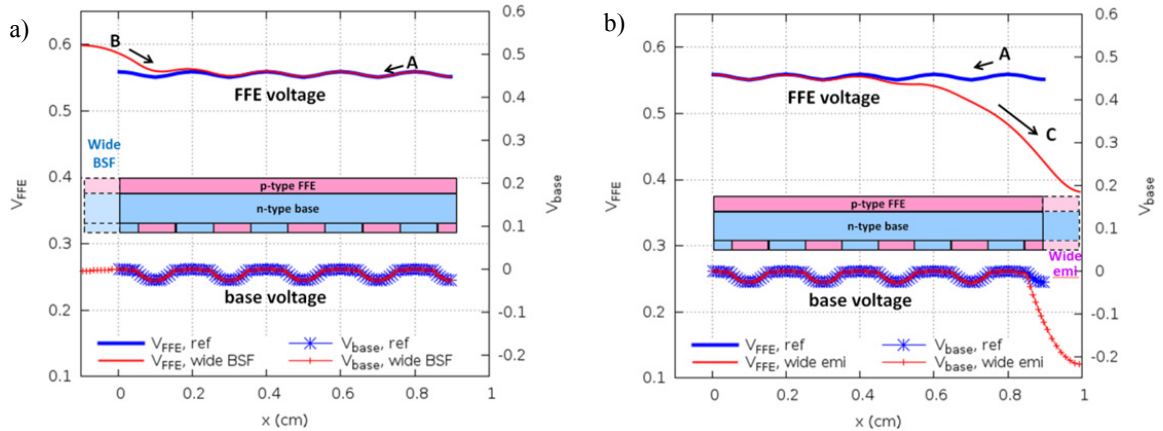 a)
0.6
0.5
0.4
0.3
0.2
0.1
V_FFE
0.6
0.5
0.4
0.3
0.2
0.1
0
-0.1
-0.2
V_base
B
A
FFE voltage
Wide
BSF
p-type FFE
n-type base
base voltage
V_FFE, ref
V_FFE, wide BSF
V_base, ref
V_base, wide BSF
0 0.2 0.4 0.6 0.8 1
x (cm)
b)
0.6
0.5
0.4
0.3
0.2
0.1
V_FFE
0.6
0.5
0.4
0.3
0.2
0.1
0
-0.1
-0.2
V_base
A
FFE voltage
C
p-type FFE
n-type base
Wide
emi
base voltage
V_FFE, ref
V_FFE, wide emi
V_base, ref
V_base, wide emi
0 0.2 0.4 0.6 0.8 1
x (cm)